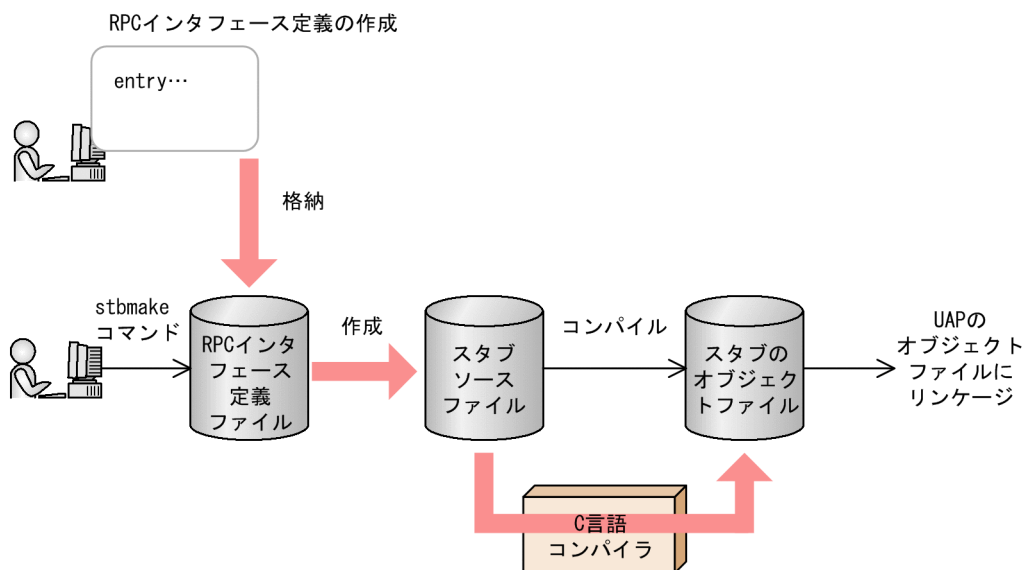 RPCインタフェース定義の作成
entry…
格納
stbmake
コマンド
RPCインタ
フェース
定義
ファイル
作成
スタブ
ソース
ファイル
コンパイル
スタブの
オブジェク
トファイル
UAPの
オブジェクト
ファイルに
リンケージ
C言語
コンパイラ